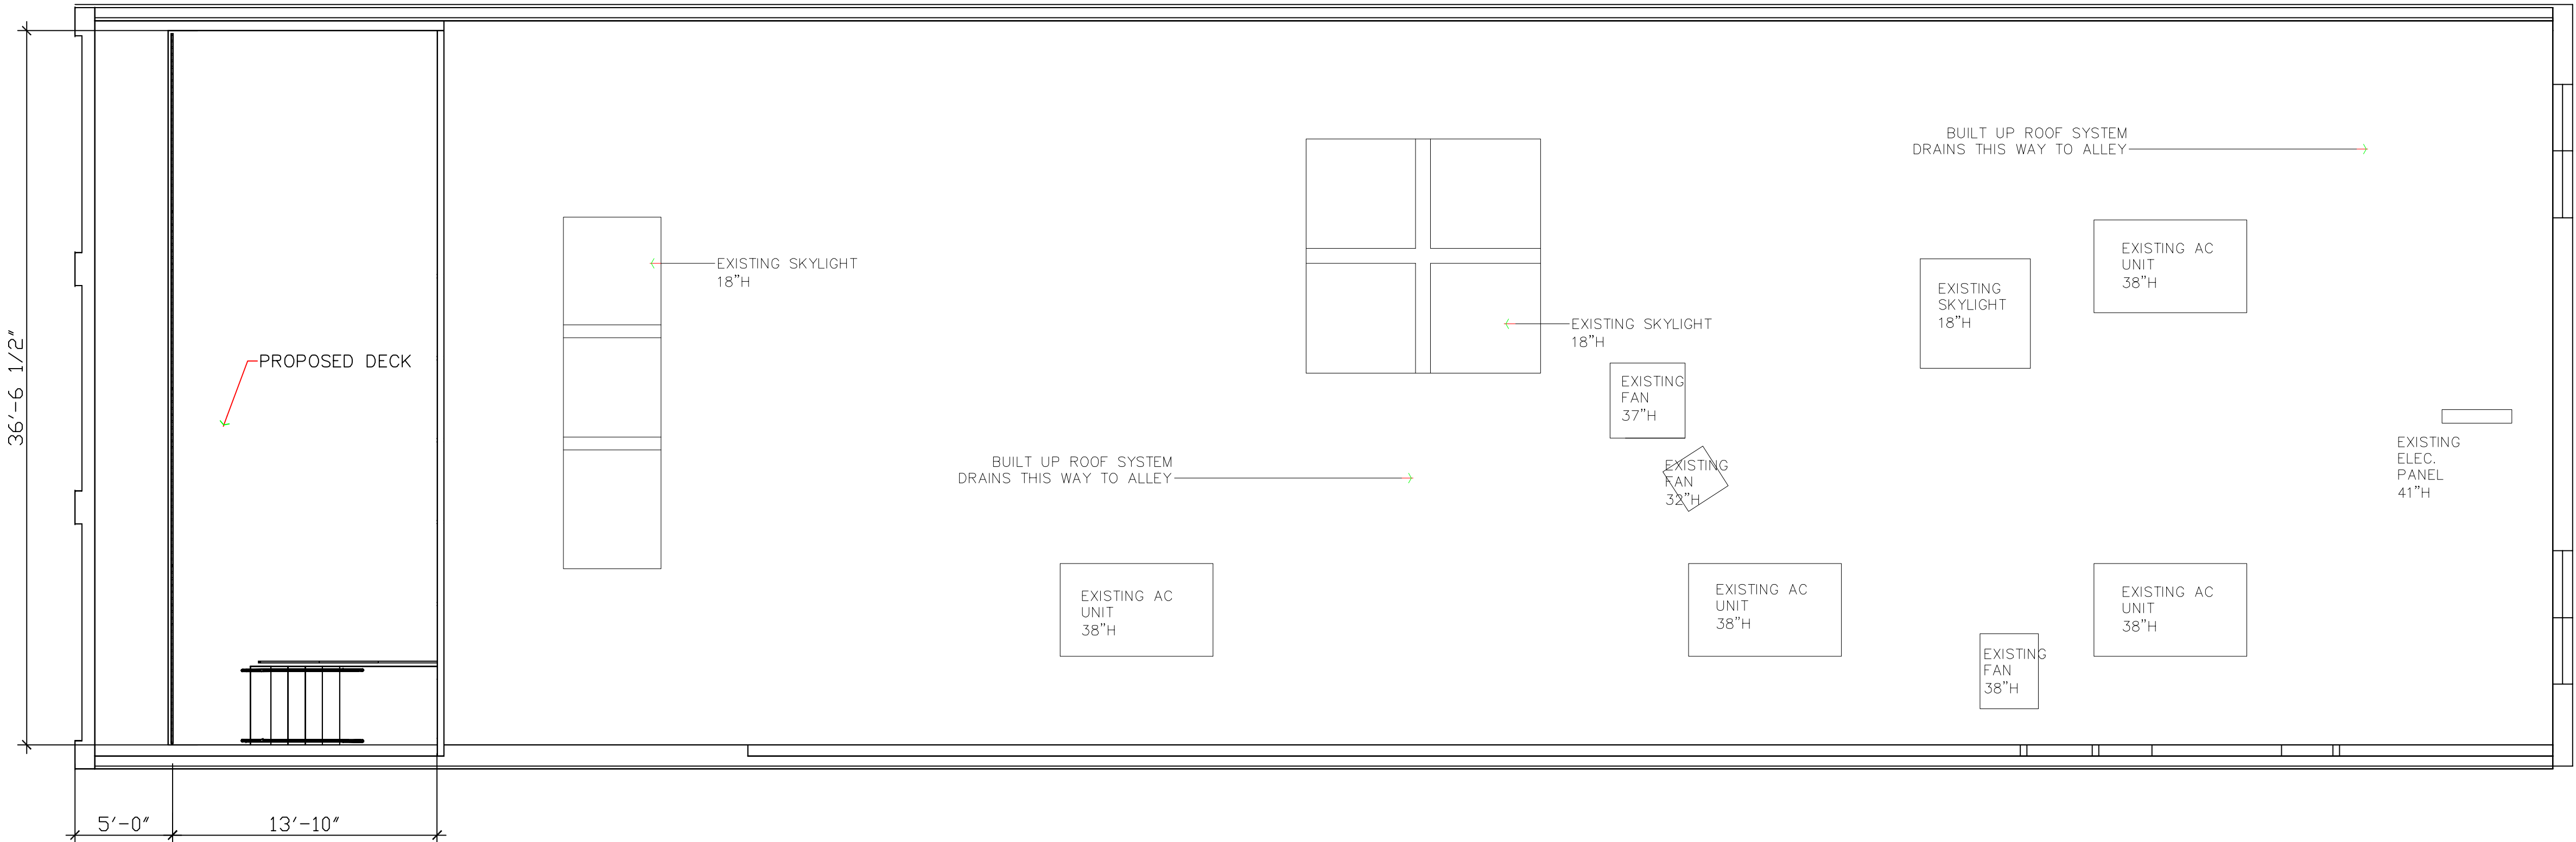 BUILT UP ROOF SYSTEM
DRAINS THIS WAY TO ALLEY
EXISTING SKYLIGHT
18"H
EXISTING AC
UNIT
38"H
EXISTING
SKYLIGHT
18"H
EXISTING SKYLIGHT
18"H
36'-6 1/2"
PROPOSED DECK
EXISTING
FAN
37"H
BUILT UP ROOF SYSTEM
DRAINS THIS WAY TO ALLEY
EXISTING
FAN
32"H
EXISTING
ELEC.
PANEL
41"H
EXISTING AC
UNIT
38"H
EXISTING AC
UNIT
38"H
EXISTING AC
UNIT
38"H
EXISTING
FAN
38"H
5'-0"
13'-10"